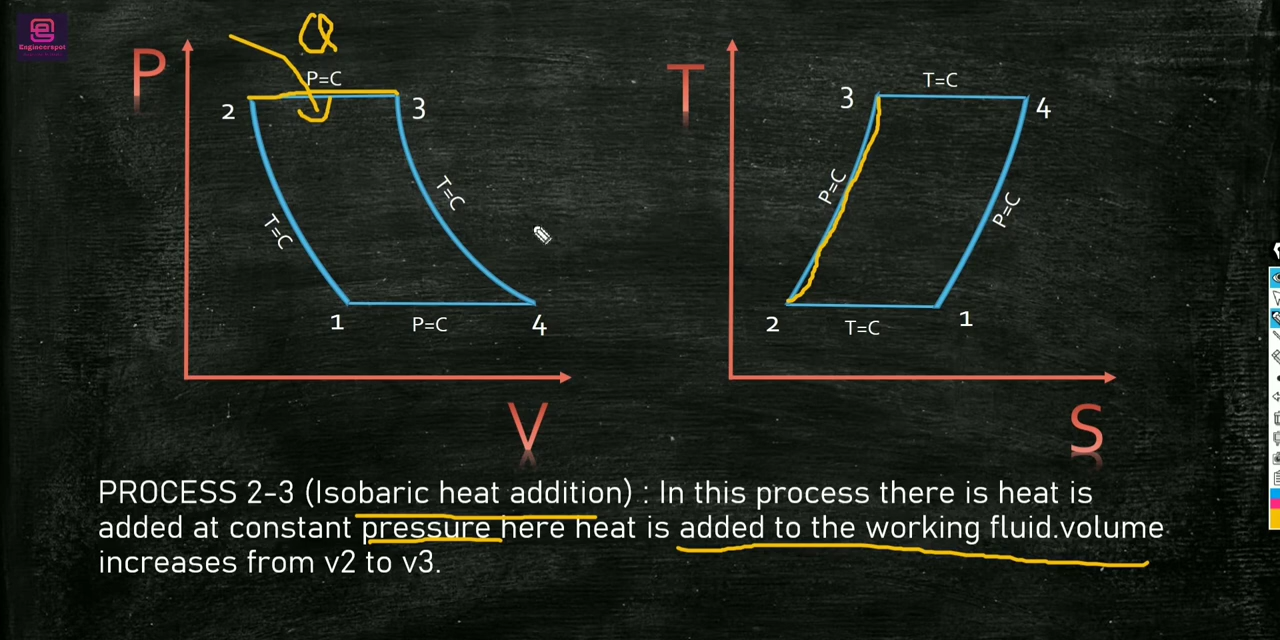 Engineerspot
Q
P
P=C
2
3
T=C
T=C
1
P=C
4
V
T
T=C
3
4
P=C
P=C
2
T=C
1
S
PROCESS 2-3 (Isobaric heat addition) : In this process there is heat is
added at constant pressure here heat is added to the working fluid.volume
increases from v2 to v3.